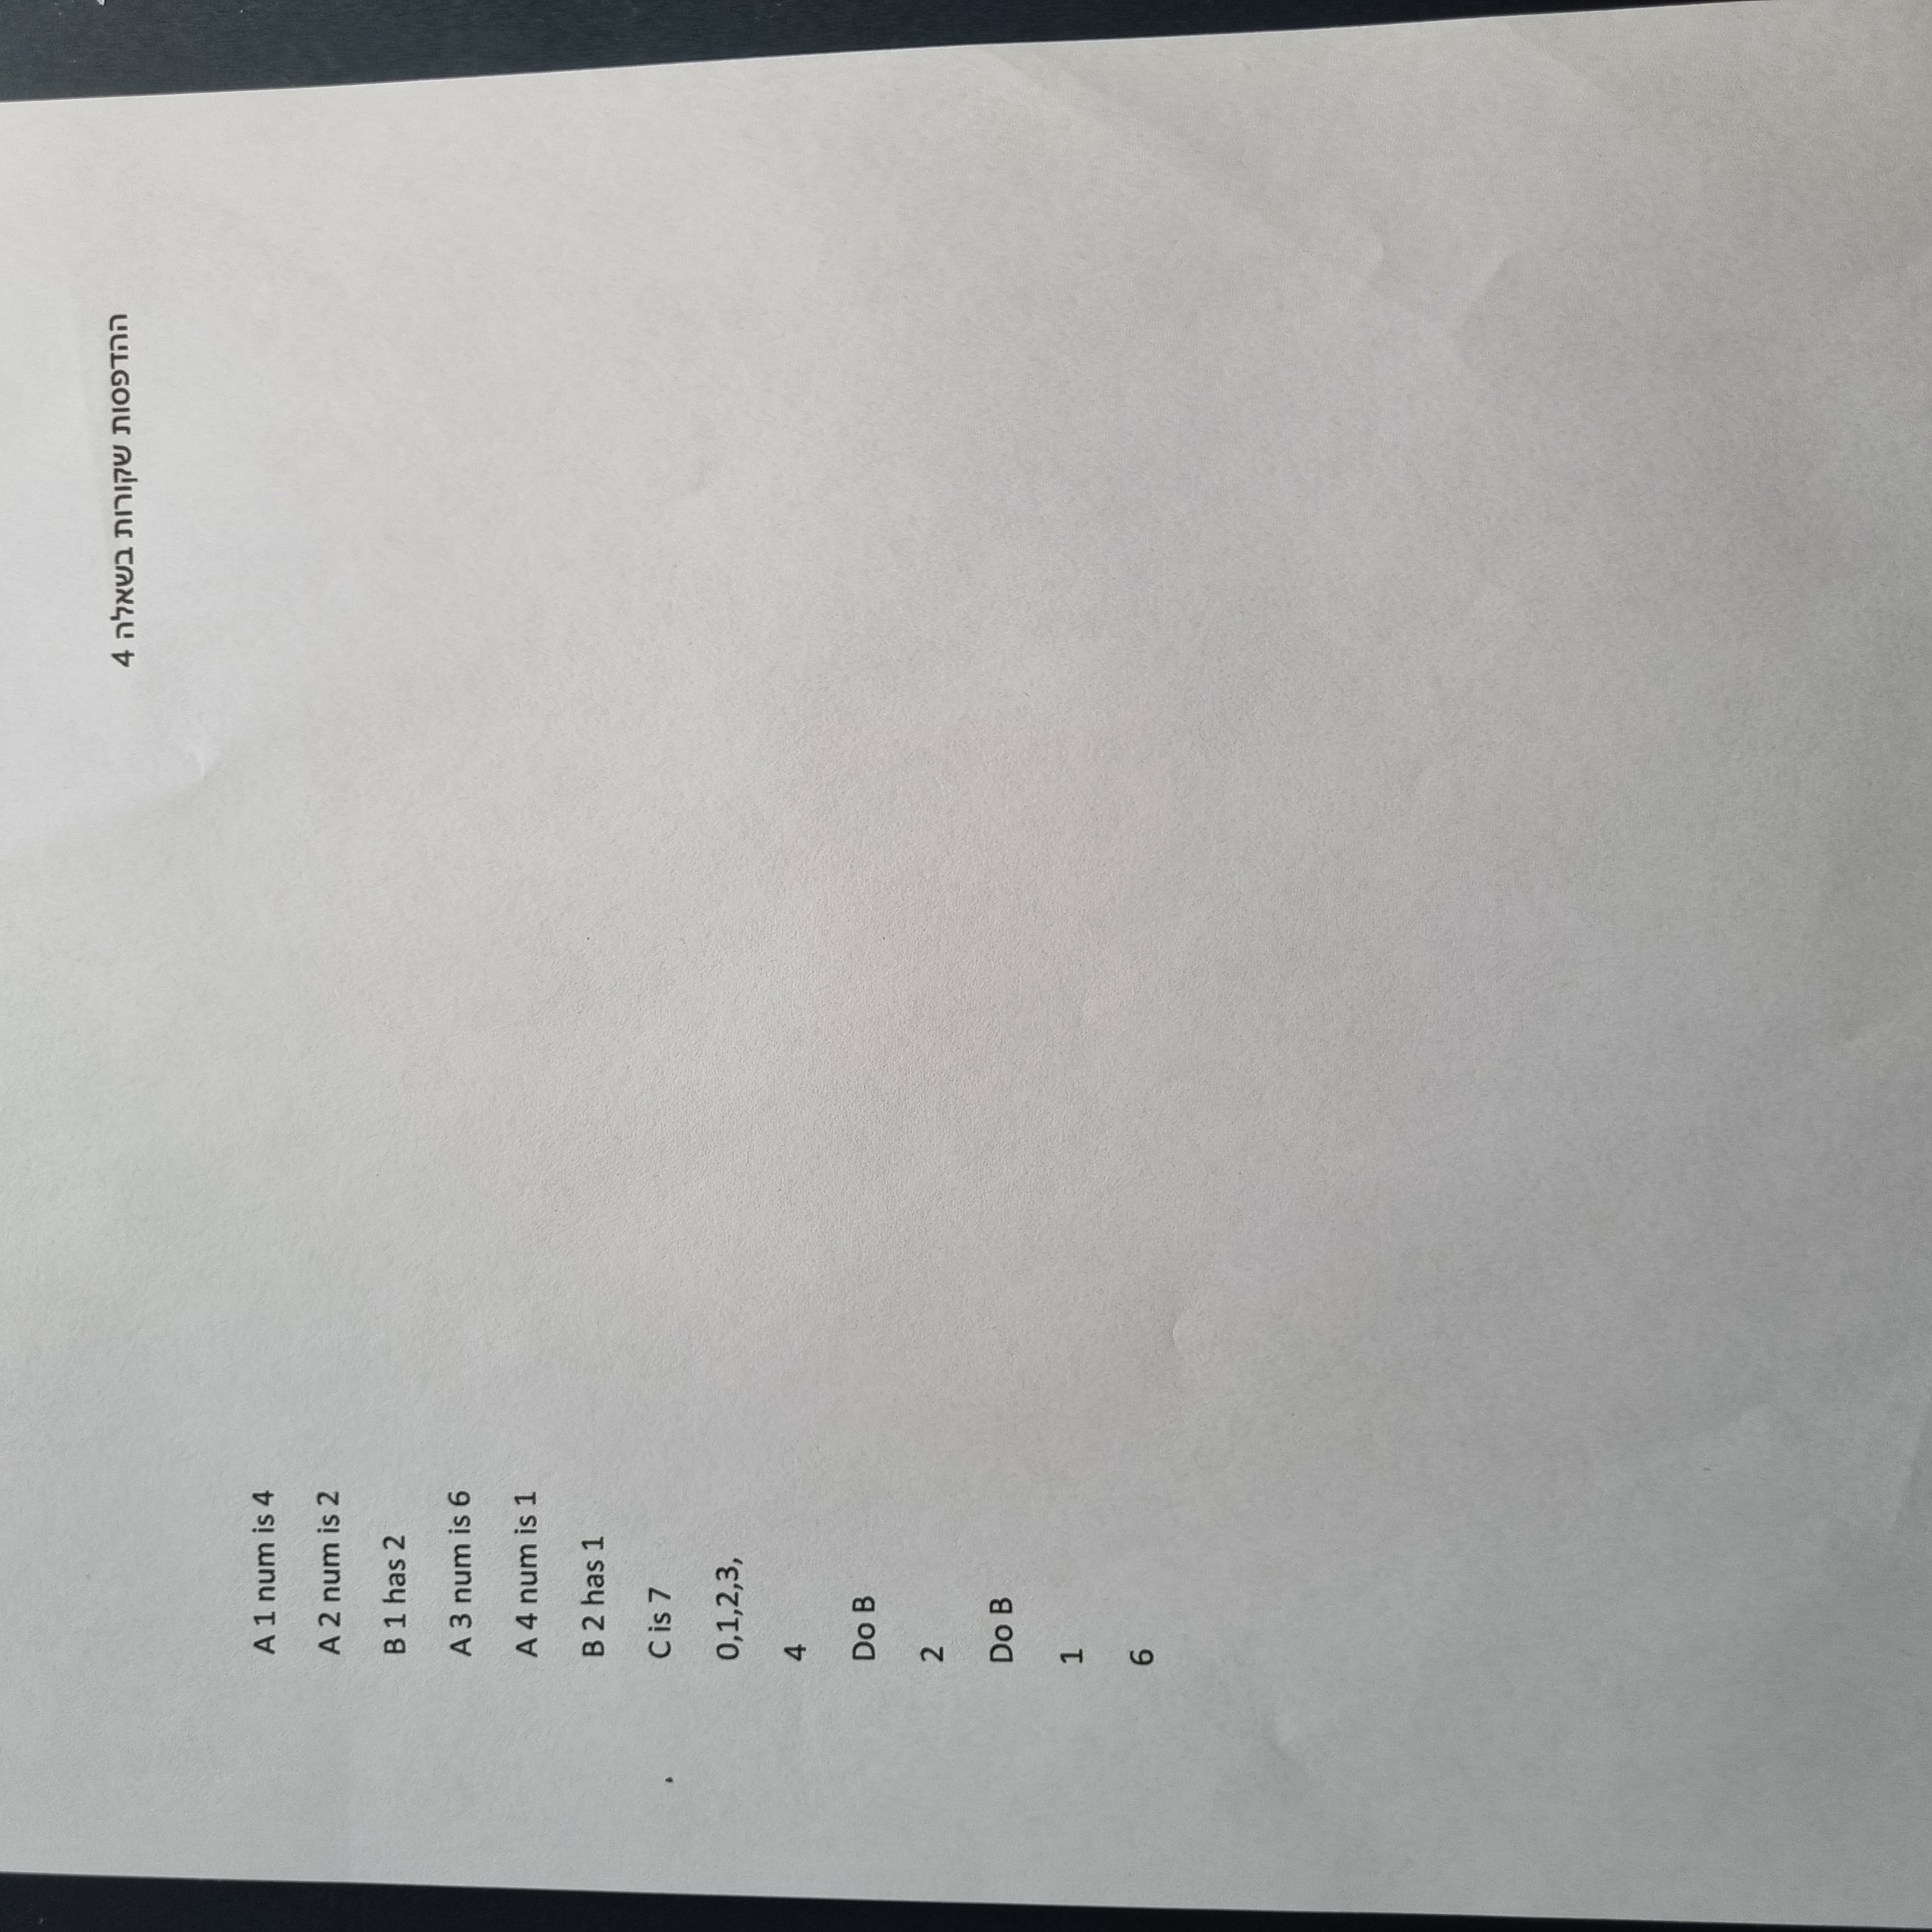 ההדפסות שקורות בשאלה 4
A 1 num is 4
A 2 num is 2
B 1 has 2
A 3 num is 6
A 4 num is 1
B 2 has 1
C is 7
0,1,2,3,
4
Do B
2
Do B
1
6